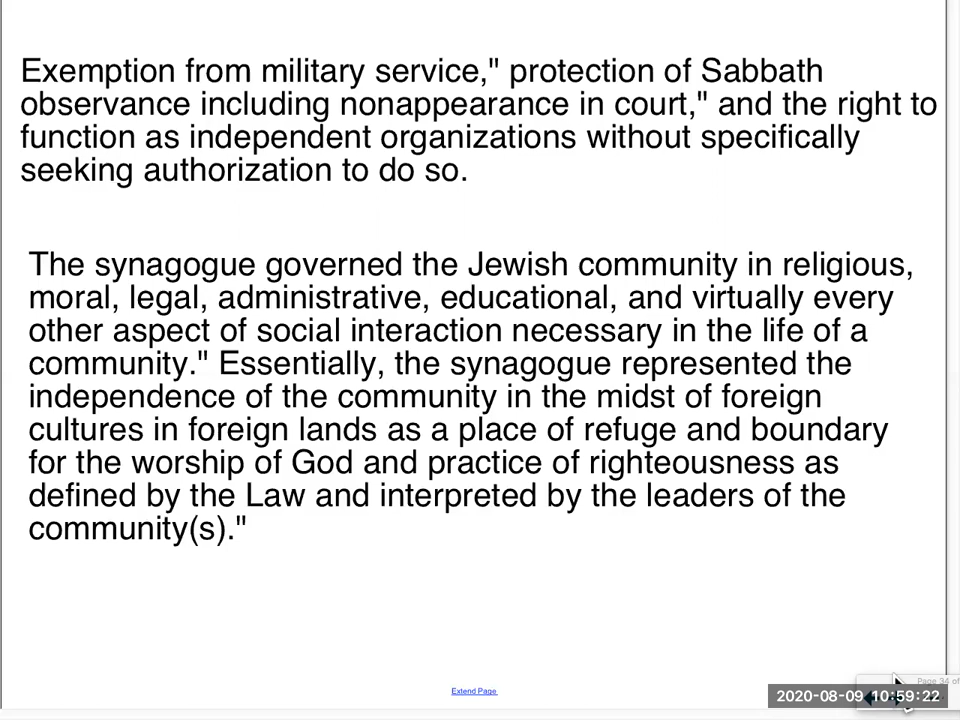 Exemption from military service," protection of Sabbath
observance including nonappearance in court," and the right to
function as independent organizations without specifically
seeking authorization to do so.
The synagogue governed the Jewish community in religious,
moral, legal, administrative, educational, and virtually every
other aspect of social interaction necessary in the life of a
community." Essentially, the synagogue represented the
independence of the community in the midst of foreign
cultures in foreign lands as a place of refuge and boundary
for the worship of God and practice of righteousness as
defined by the Law and interpreted by the leaders of the
community(s)."
Extend Page
Page 34 of
2020-08-09 10:59:22